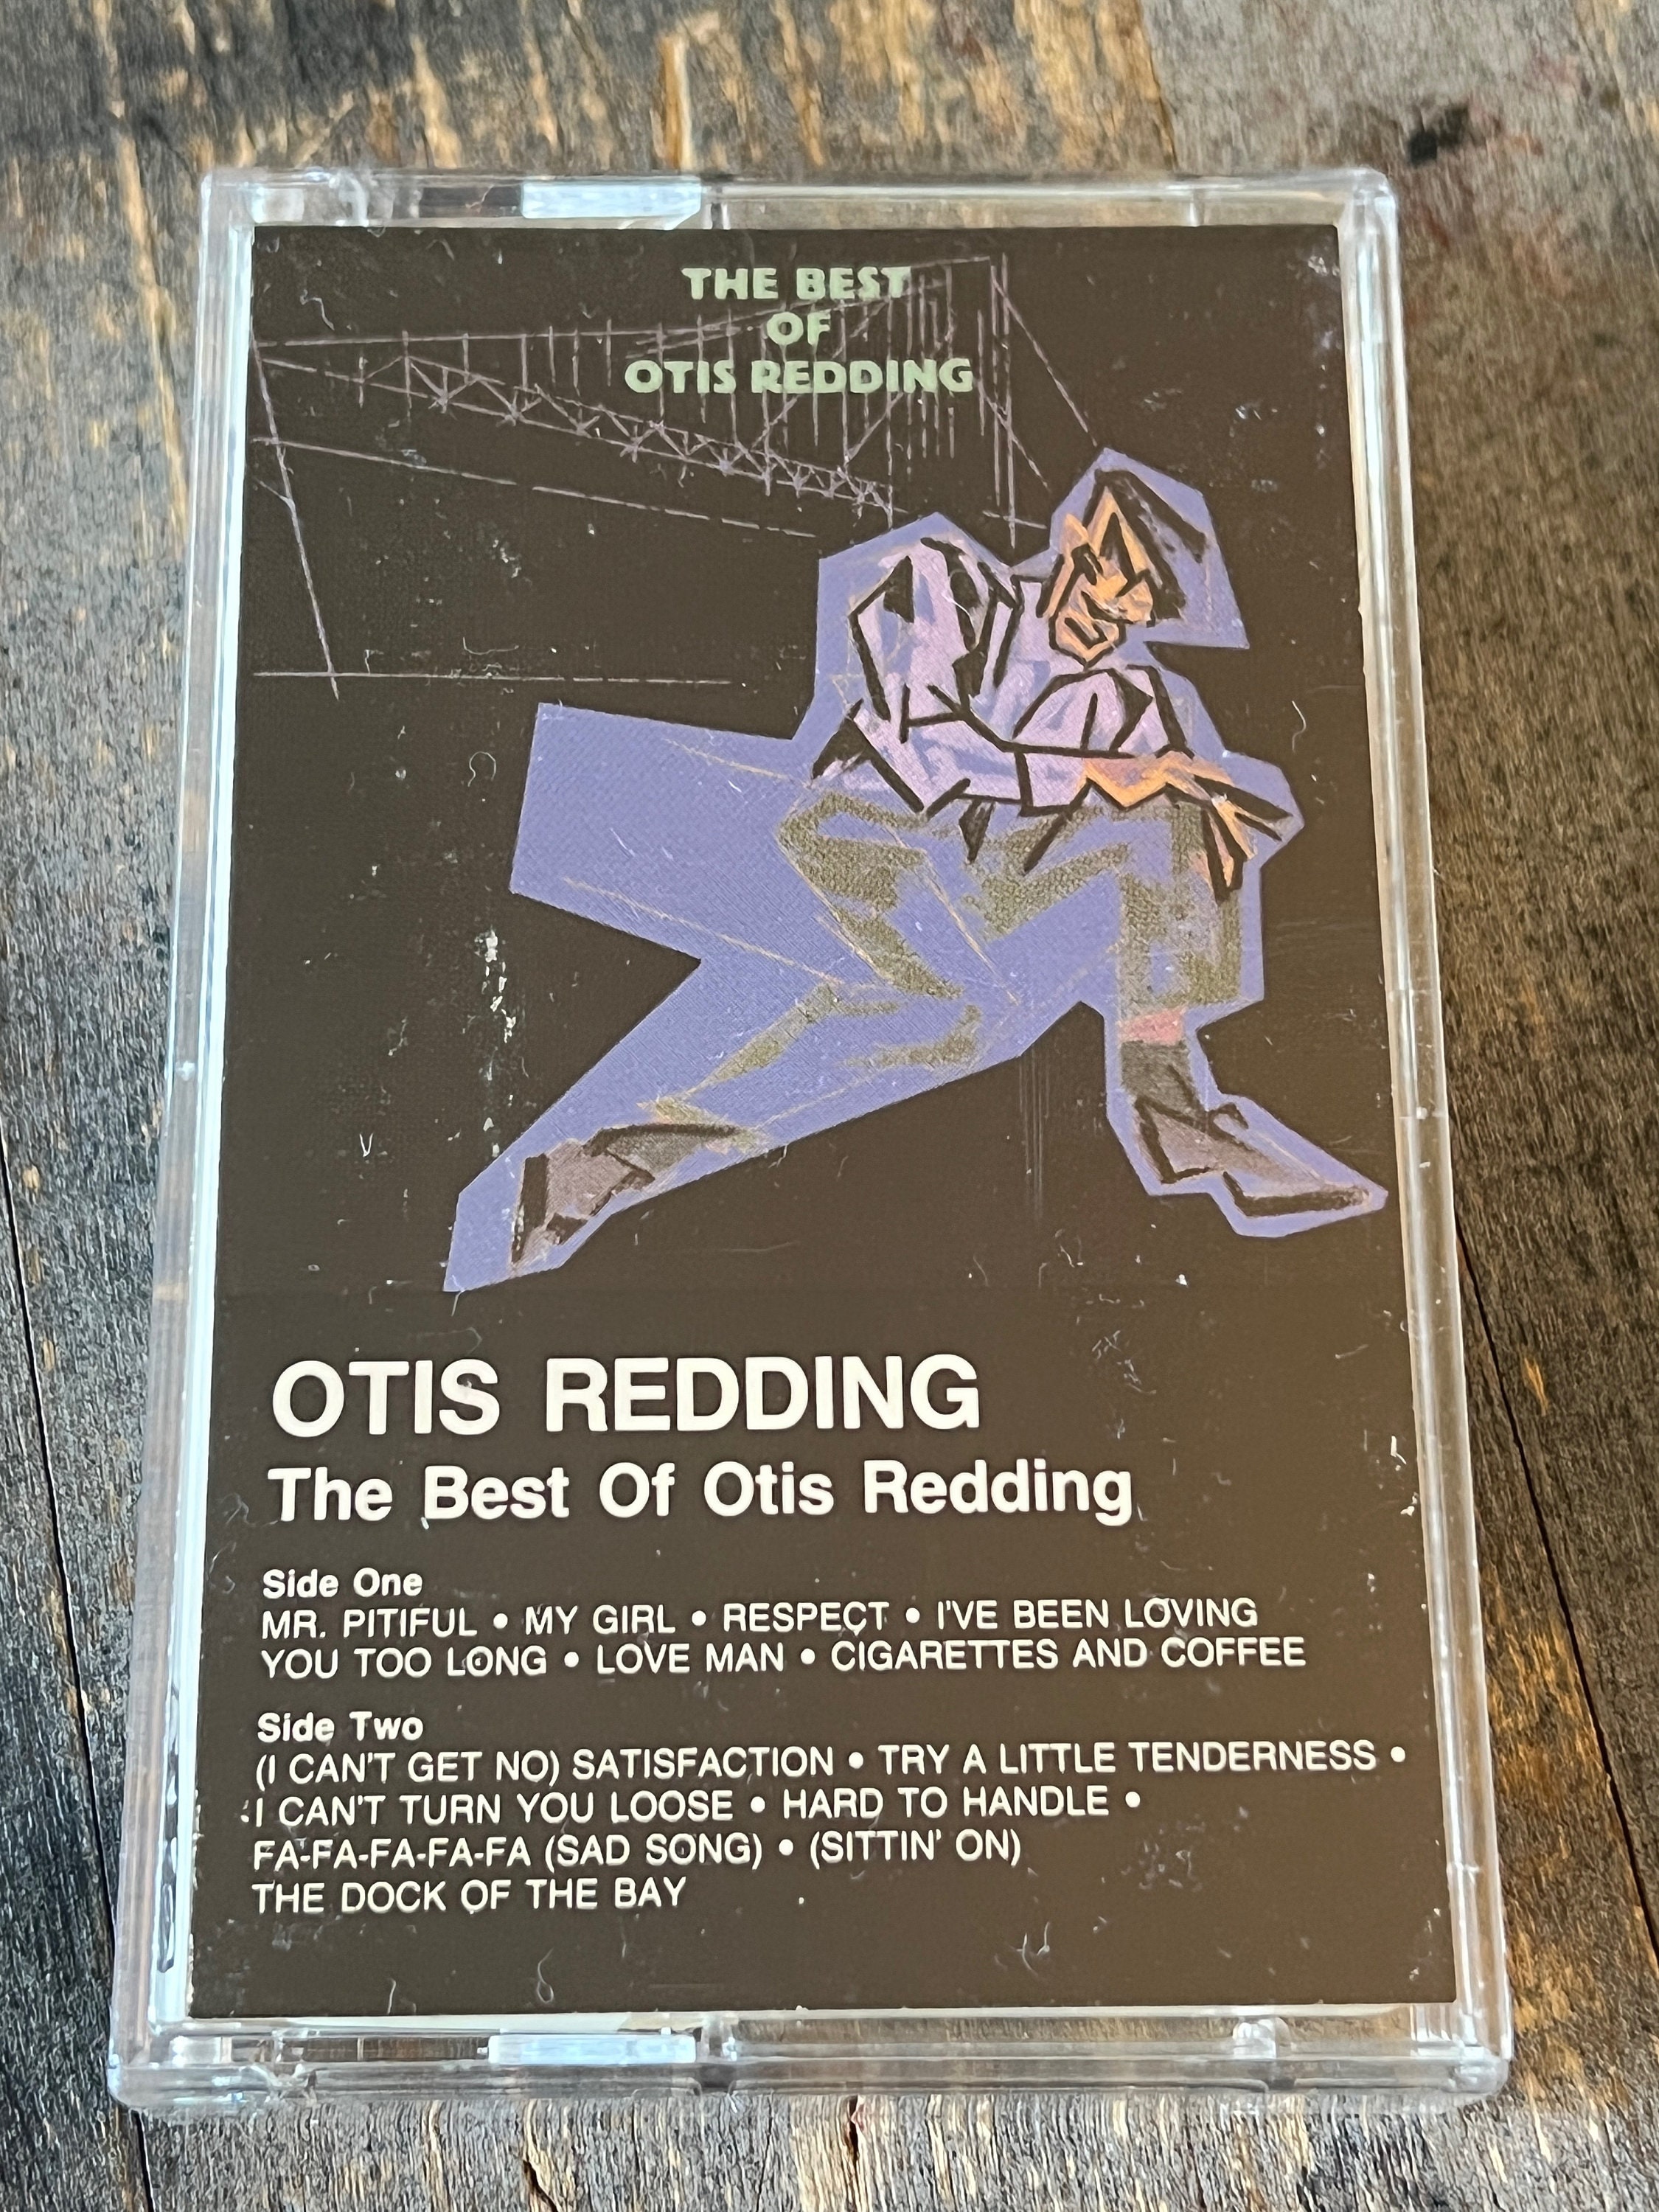 THE BEST
OF
OTIS REDDING
OTIS REDDING
The Best Of Otis Redding
Side One
MR. PITIFUL • MY GIRL • RESPECT • I'VE BEEN LOVING
YOU TOO LONG • LOVE MAN • CIGARETTES AND COFFEE
Side Two
(I CAN'T GET NO) SATISFACTION • TRY A LITTLE TENDERNESS •
I CAN'T TURN YOU LOOSE • HARD TO HANDLE •
FA-FA-FA-FA-FA (SAD SONG) • (SITTIN' ON)
THE DOCK OF THE BAY